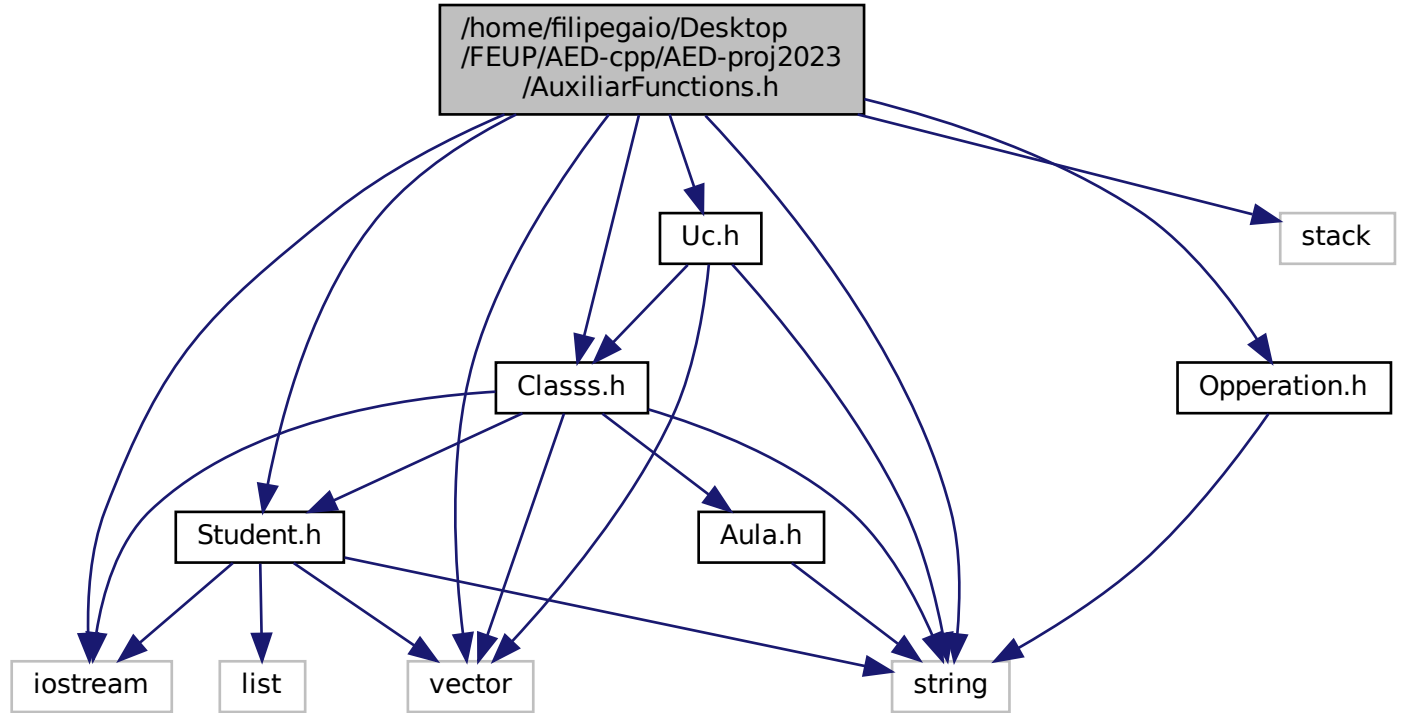 /home/filipegaio/Desktop
/FEUP/AED-cpp/AED-proj2023
/AuxiliarFunctions.h
Uc.h
stack
Classs.h
Opperation.h
Student.h
Aula.h
iostream
list
vector
string